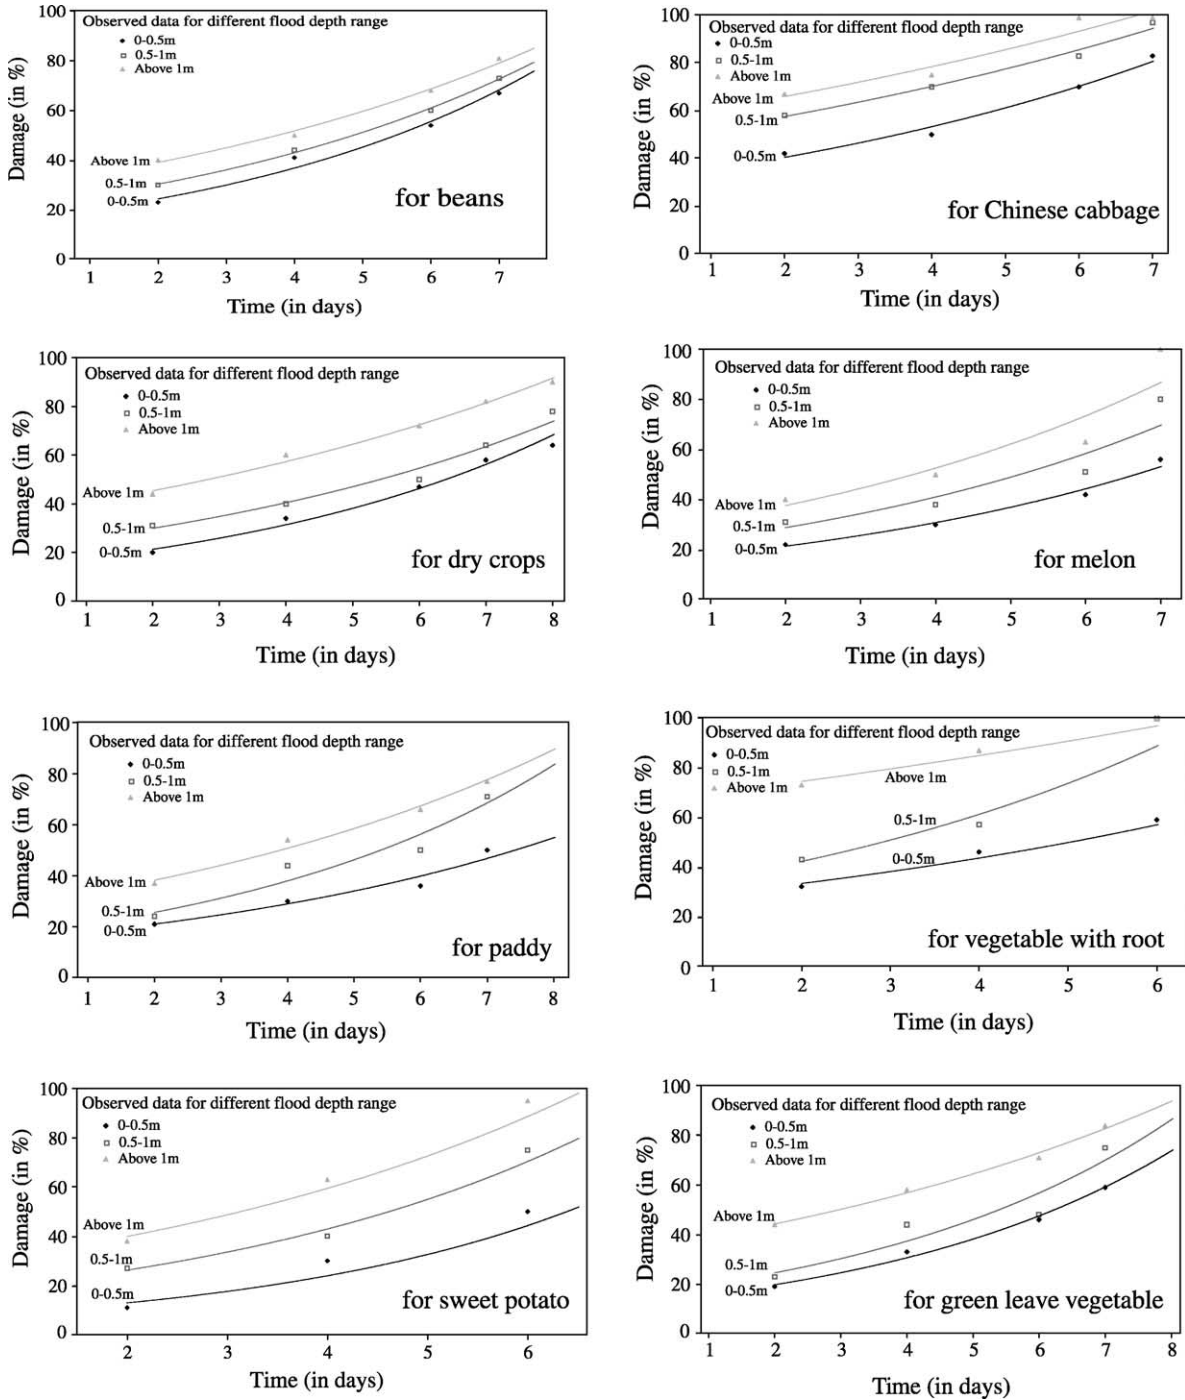 Observed data for different flood depth range
0-0.5m
0.5-1m
Above 1m
100
80
60
40
20
0
Damage (in %)
Above 1m
0.5-1m
0-0.5m
for beans
1 2 3 4 5 6 7
Time (in days)
Observed data for different flood depth range
0-0.5m
0.5-1m
Above 1m
100
80
60
40
20
0
Damage (in %)
Above 1m
0.5-1m
0-0.5m
for Chinese cabbage
1 2 3 4 5 6 7
Time (in days)
Observed data for different flood depth range
0-0.5m
0.5-1m
Above 1m
100
80
60
40
20
0
Damage (in %)
Above 1m
0.5-1m
0-0.5m
for dry crops
1 2 3 4 5 6 7 8
Time (in days)
Observed data for different flood depth range
0-0.5m
0.5-1m
Above 1m
100
80
60
40
20
0
Damage (in %)
Above 1m
0.5-1m
0-0.5m
for melon
1 2 3 4 5 6 7
Time (in days)
Observed data for different flood depth range
0-0.5m
0.5-1m
Above 1m
100
80
60
40
20
0
Damage (in %)
Above 1m
0.5-1m
0-0.5m
for paddy
1 2 3 4 5 6 7 8
Time (in days)
Observed data for different flood depth range
0-0.5m
0.5-1m
Above 1m
100
80
60
40
20
0
Damage (in %)
Above 1m
0.5-1m
0-0.5m
for vegetable with root
1 2 3 4 5 6
Time (in days)
Observed data for different flood depth range
0-0.5m
0.5-1m
Above 1m
100
80
60
40
20
0
Damage (in %)
Above 1m
0.5-1m
0-0.5m
for sweet potato
2 3 4 5 6
Time (in days)
Observed data for different flood depth range
0-0.5m
0.5-1m
Above 1m
100
80
60
40
20
0
Damage (in %)
Above 1m
0.5-1m
0-0.5m
for green leave vegetable
1 2 3 4 5 6 7 8
Time (in days)